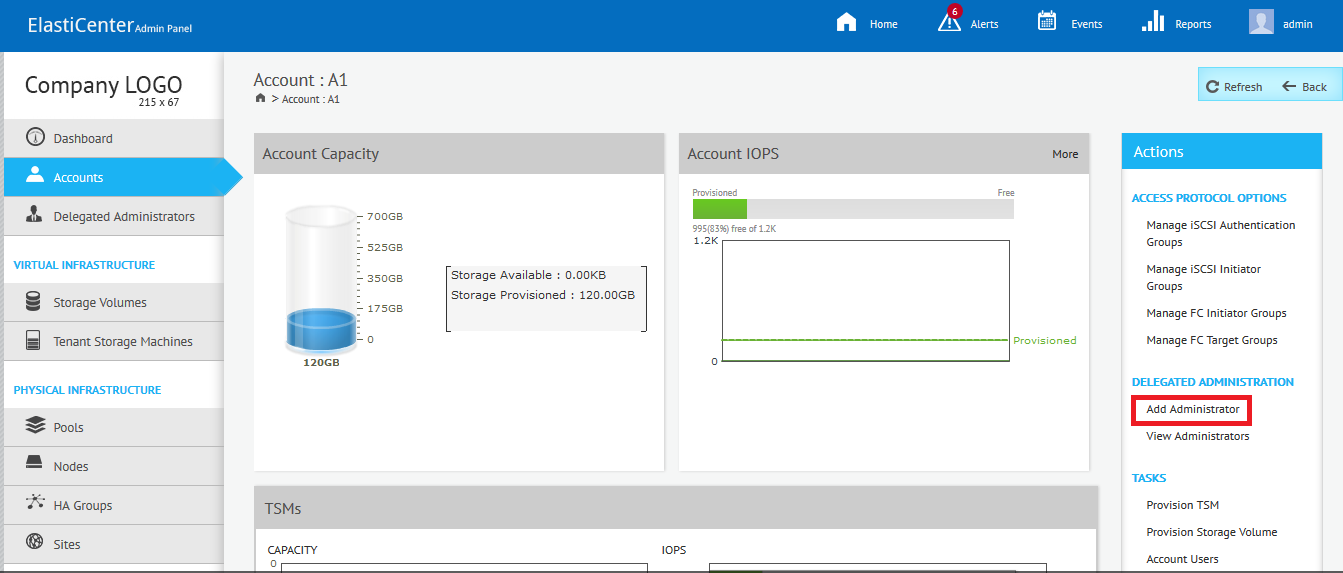 ElastiCenter Admin Panel
Home
6
Alerts
Events
Reports
admin
Company LOGO
215 x 67
Dashboard
Accounts
Delegated Administrators
VIRTUAL INFRASTRUCTURE
Storage Volumes
Tenant Storage Machines
PHYSICAL INFRASTRUCTURE
Pools
Nodes
HA Groups
Sites
Account : A1
> Account : A1
Refresh
Back
Account Capacity
700GB
525GB
350GB
175GB
0
120GB
Storage Available : 0.00KB
Storage Provisioned : 120.00GB
Account IOPS
More
Provisioned
Free
995(83%) free of 1.2K
1.2K
Provisioned
0
TSMs
CAPACITY
0
IOPS
Actions
ACCESS PROTOCOL OPTIONS
Manage iSCSI Authentication
Groups
Manage iSCSI Initiator
Groups
Manage FC Initiator Groups
Manage FC Target Groups
DELEGATED ADMINISTRATION
Add Administrator
View Administrators
TASKS
Provision TSM
Provision Storage Volume
Account Users